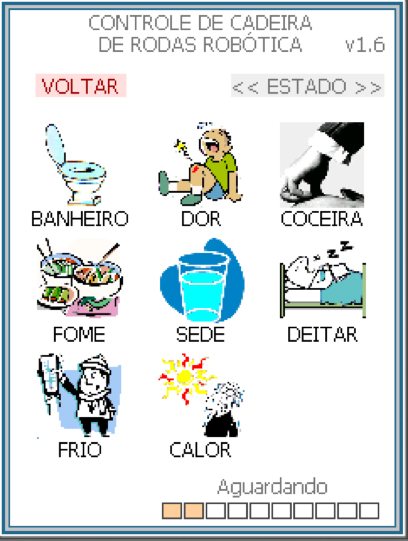 CONTROLE DE CADEIRA
DE RODAS ROBÓTICA v1.6
VOLTAR << ESTADO >>
BANHEIRO DOR COCEIRA
FOME SEDE DEITAR
FRIO CALOR
Aguardando